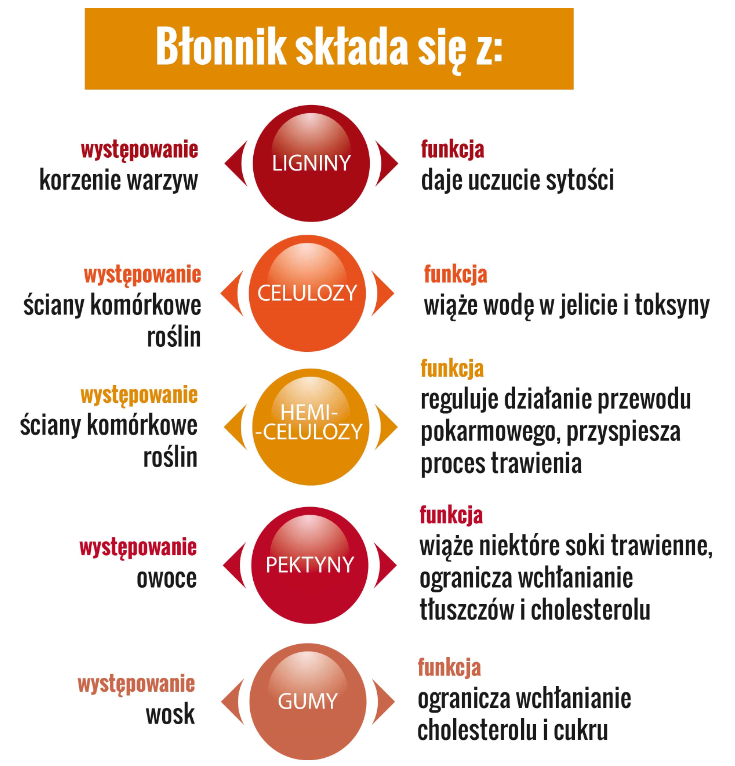 Błonnik składa się z:
występowanie
korzenie warzyw
LIGNINY
funkcja
daje uczucie sytości
występowanie
ściany komórkowe
roślin
CELULOZY
funkcja
wiąże wodę w jelicie i toksyny
występowanie
ściany komórkowe
roślin
HEMI-
-CELULOZY
funkcja
reguluje działanie przewodu
pokarmowego, przyspiesza
proces trawienia
występowanie
owoce
PEKTYNY
funkcja
wiąże niektóre soki trawienne,
ogranicza wchłanianie
tłuszczów i cholesterolu
występowanie
wosk
GUMY
funkcja
ogranicza wchłanianie
cholesterolu i cukru